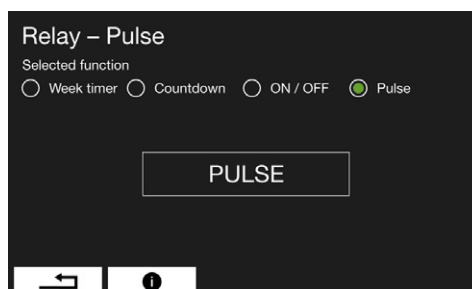 Relay – Pulse
Selected function
Week timer Countdown ON / OFF Pulse
PULSE